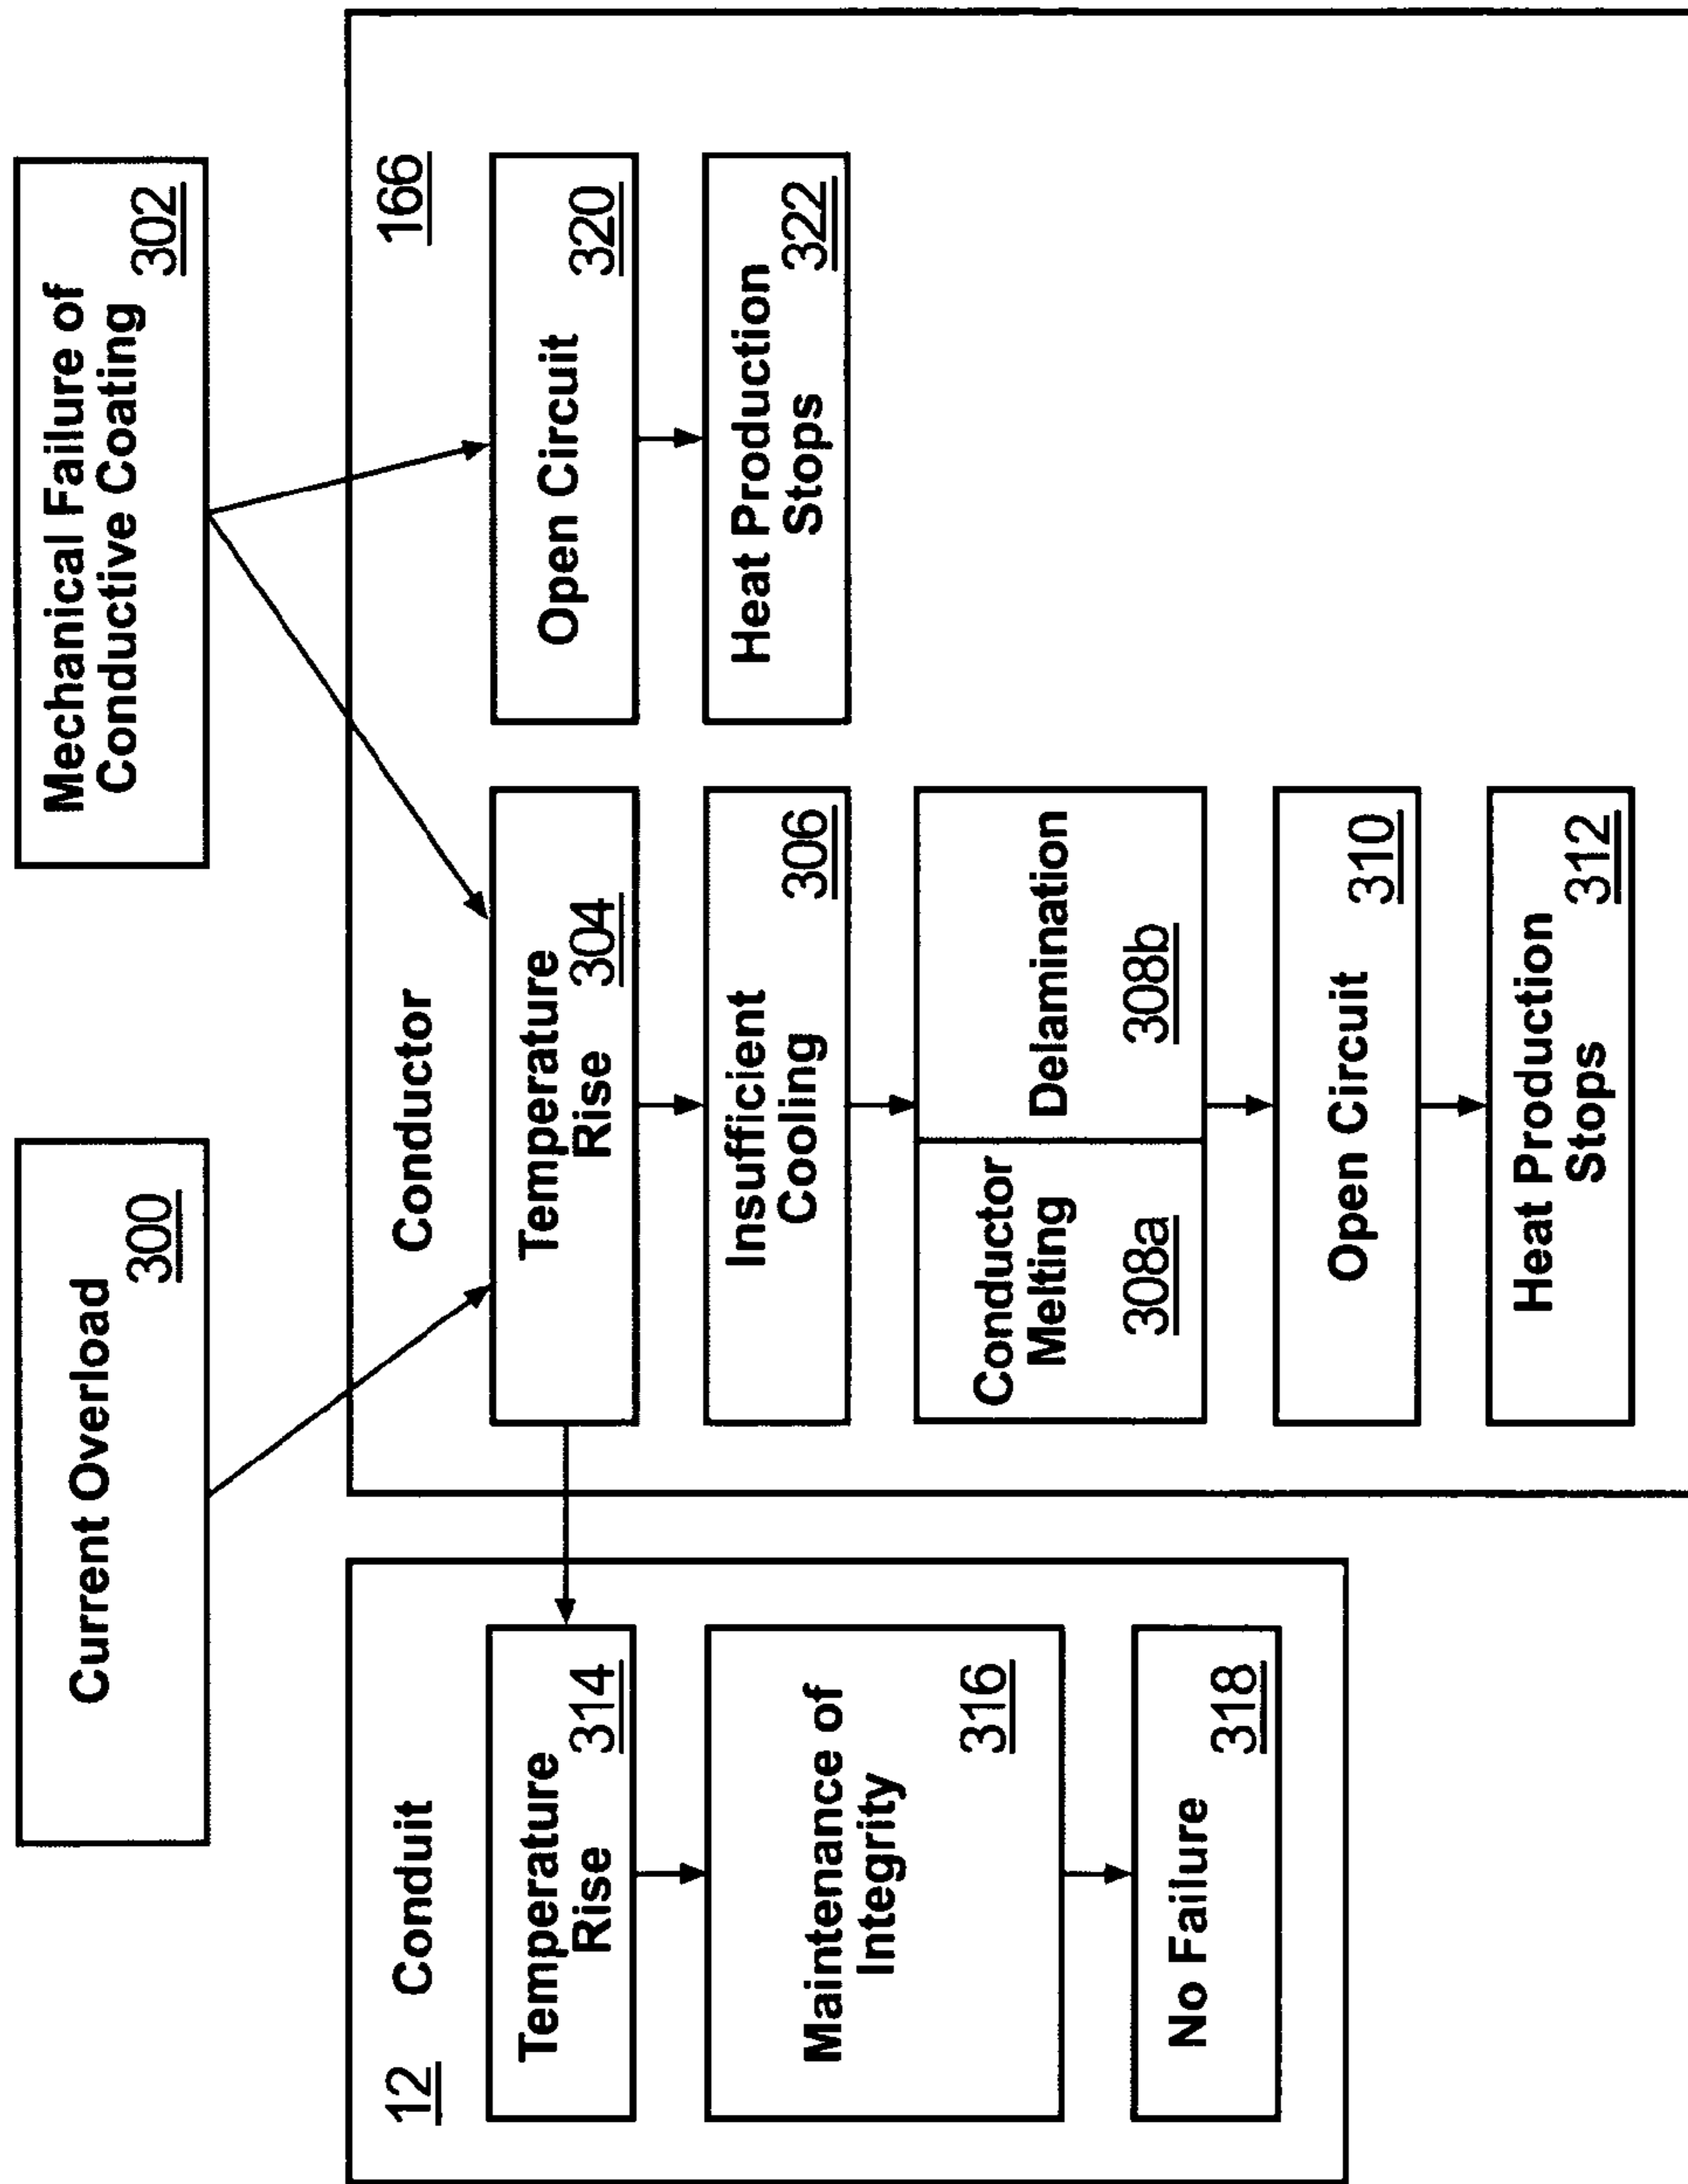 Current Overload
300
Mechanical Failure of
Conductive Coating
302
12
Conduit
Temperature
Rise
314
Maintenance of
Integrity
316
No Failure
318
Conductor
166
Temperature
Rise
304
Insufficient
Cooling
306
Conductor
Melting
308a
Delamination
308b
Open Circuit
310
Heat Production
Stops
312
Open Circuit
320
Heat Production
Stops
322